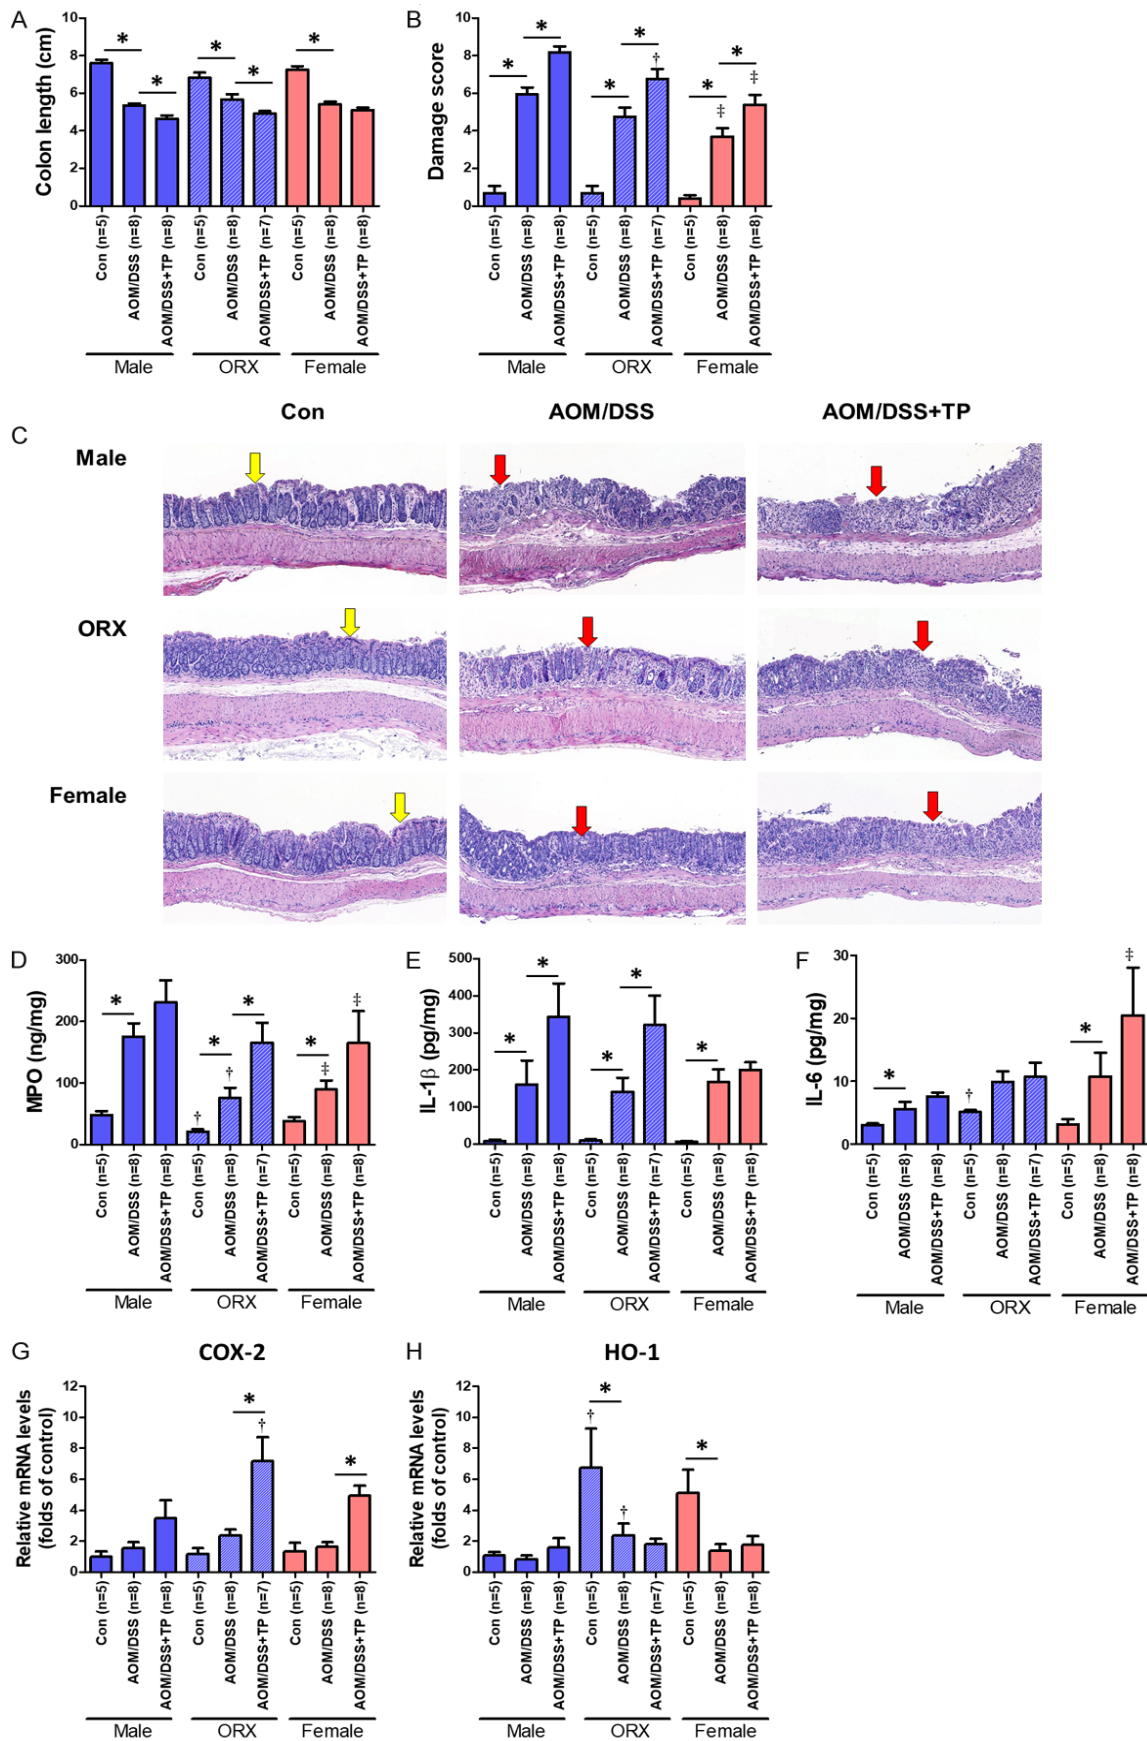 A
Colon length (cm)
10
8
6
4
2
0
* * * * *
Con (n=5)
AOM/DSS (n=8)
AOM/DSS+TP (n=8)
Con (n=5)
AOM/DSS (n=8)
AOM/DSS+TP (n=7)
Con (n=5)
AOM/DSS (n=8)
AOM/DSS+TP (n=8)
Male ORX Female
B
Damage score
10
8
6
4
2
0
* * * * † * ‡ * ‡
Con (n=5)
AOM/DSS (n=8)
AOM/DSS+TP (n=8)
Con (n=5)
AOM/DSS (n=8)
AOM/DSS+TP (n=7)
Con (n=5)
AOM/DSS (n=8)
AOM/DSS+TP (n=8)
Male ORX Female
C
Con AOM/DSS AOM/DSS+TP
Male
ORX
Female
D
MPO (ng/mg)
300
200
100
0
* † * † * * ‡ ‡
Con (n=5)
AOM/DSS (n=8)
AOM/DSS+TP (n=8)
Con (n=5)
AOM/DSS (n=8)
AOM/DSS+TP (n=7)
Con (n=5)
AOM/DSS (n=8)
AOM/DSS+TP (n=8)
Male ORX Female
E
IL-1β (pg/mg)
500
400
300
200
100
0
* * * * *
Con (n=5)
AOM/DSS (n=8)
AOM/DSS+TP (n=8)
Con (n=5)
AOM/DSS (n=8)
AOM/DSS+TP (n=7)
Con (n=5)
AOM/DSS (n=8)
AOM/DSS+TP (n=8)
Male ORX Female
F
IL-6 (pg/mg)
30
20
10
0
* † * ‡
Con (n=5)
AOM/DSS (n=8)
AOM/DSS+TP (n=8)
Con (n=5)
AOM/DSS (n=8)
AOM/DSS+TP (n=7)
Con (n=5)
AOM/DSS (n=8)
AOM/DSS+TP (n=8)
Male ORX Female
G
COX-2
Relative mRNA levels
(folds of control)
12
10
8
6
4
2
0
* † *
Con (n=5)
AOM/DSS (n=8)
AOM/DSS+TP (n=8)
Con (n=5)
AOM/DSS (n=8)
AOM/DSS+TP (n=7)
Con (n=5)
AOM/DSS (n=8)
AOM/DSS+TP (n=8)
Male ORX Female
H
HO-1
Relative mRNA levels
(folds of control)
12
10
8
6
4
2
0
† * † *
Con (n=5)
AOM/DSS (n=8)
AOM/DSS+TP (n=8)
Con (n=5)
AOM/DSS (n=8)
AOM/DSS+TP (n=7)
Con (n=5)
AOM/DSS (n=8)
AOM/DSS+TP (n=8)
Male ORX Female